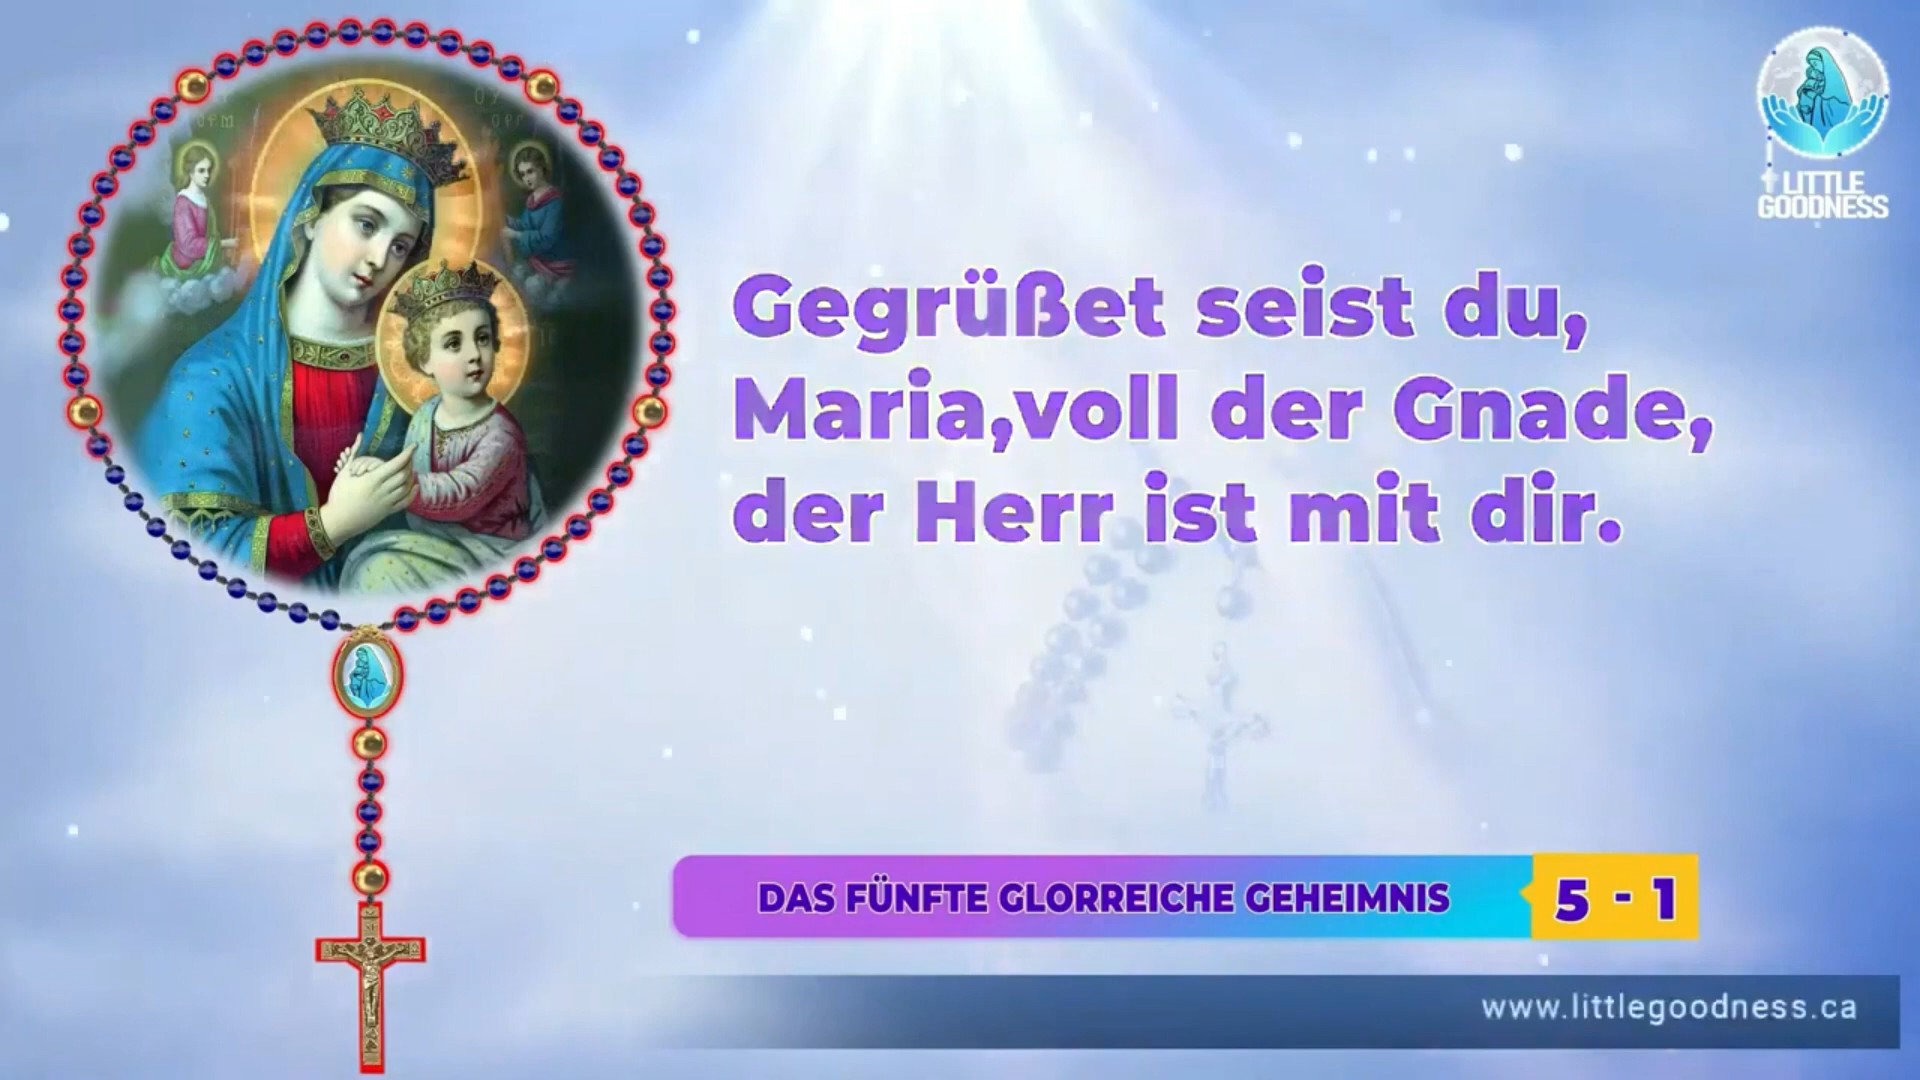 LITTLE
GOODNESS
Gegrüßet seist du,
Maria,voll der Gnade,
der Herr ist mit dir.
DAS FÜNFTE GLORREICHE GEHEIMNIS
5 - 1
www.littlegoodness.ca